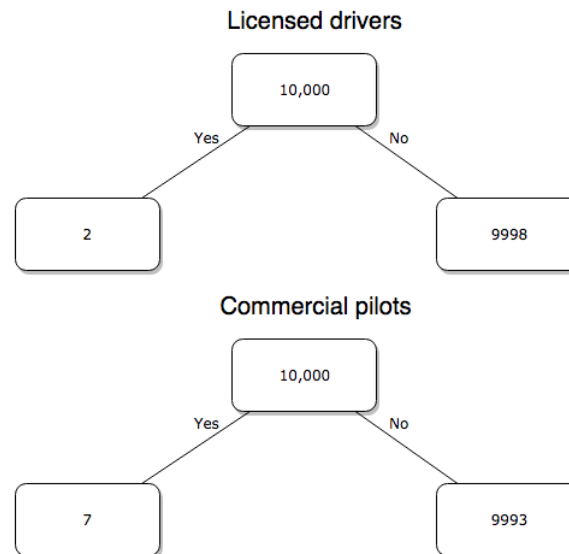 Licensed drivers
10,000
Yes
No
2
9998
Commercial pilots
10,000
Yes
No
7
9993